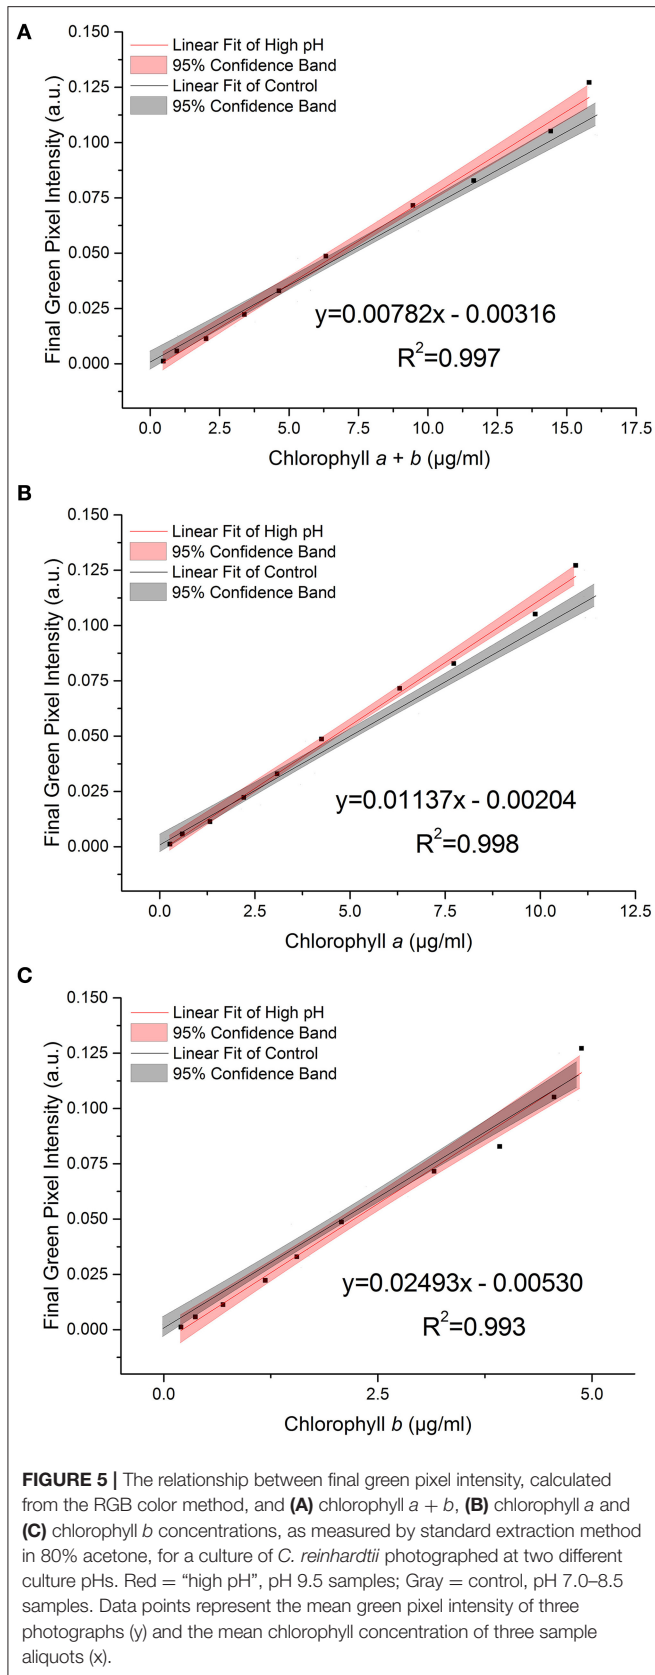 A
Linear Fit of High pH
95% Confidence Band
Linear Fit of Control
95% Confidence Band
0.150
0.125
0.100
0.075
0.050
0.025
0.000
Final Green Pixel Intensity (a.u.)
y=0.00782x - 0.00316
R²=0.997
0.0 2.5 5.0 7.5 10.0 12.5 15.0 17.5
Chlorophyll a + b (µg/ml)
B
Linear Fit of High pH
95% Confidence Band
Linear Fit of Control
95% Confidence Band
0.150
0.125
0.100
0.075
0.050
0.025
0.000
Final Green Pixel Intensity (a.u.)
y=0.01137x - 0.00204
R²=0.998
0.0 2.5 5.0 7.5 10.0 12.5
Chlorophyll a (µg/ml)
C
Linear Fit of High pH
95% Confidence Band
Linear Fit of Control
95% Confidence Band
0.150
0.125
0.100
0.075
0.050
0.025
0.000
Final Green Pixel Intensity (a.u.)
y=0.02493x - 0.00530
R²=0.993
0.0 2.5 5.0
Chlorophyll b (µg/ml)
FIGURE 5 | The relationship between final green pixel intensity, calculated
from the RGB color method, and (A) chlorophyll a + b, (B) chlorophyll a and
(C) chlorophyll b concentrations, as measured by standard extraction method
in 80% acetone, for a culture of C. reinhardtii photographed at two different
culture pHs. Red = “high pH”, pH 9.5 samples; Gray = control, pH 7.0–8.5
samples. Data points represent the mean green pixel intensity of three
photographs (y) and the mean chlorophyll concentration of three sample
aliquots (x).